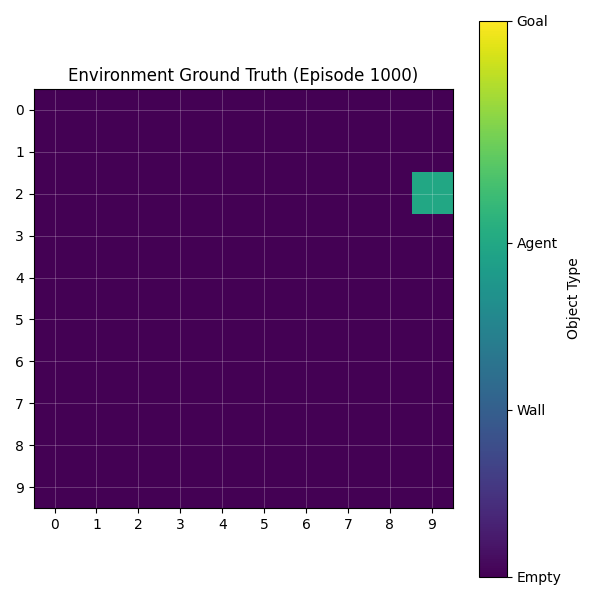 Environment Ground Truth (Episode 1000)
Goal
0
1
2
Agent
3
4
5
6
7
Wall
8
9
0 1 2 3 4 5 6 7 8 9
Empty
Object Type